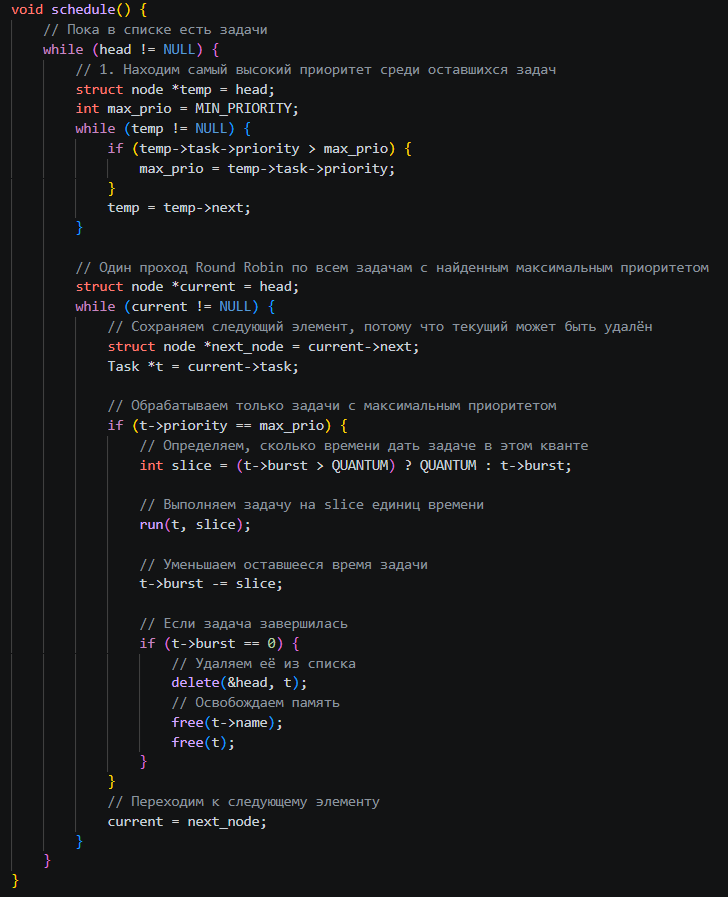 void schedule() {
    // Пока в списке есть задачи
    while (head != NULL) {
        // 1. Находим самый высокий приоритет среди оставшихся задач
        struct node *temp = head;
        int max_prio = MIN_PRIORITY;
        while (temp != NULL) {
            if (temp->task->priority > max_prio) {
                max_prio = temp->task->priority;
            }
            temp = temp->next;
        }

        // Один проход Round Robin по всем задачам с найденным максимальным приоритетом
        struct node *current = head;
        while (current != NULL) {
            // Сохраняем следующий элемент, потому что текущий может быть удалён
            struct node *next_node = current->next;
            Task *t = current->task;

            // Обрабатываем только задачи с максимальным приоритетом
            if (t->priority == max_prio) {
                // Определяем, сколько времени дать задаче в этом кванте
                int slice = (t->burst > QUANTUM) ? QUANTUM : t->burst;

                // Выполняем задачу на slice единиц времени
                run(t, slice);

                // Уменьшаем оставшееся время задачи
                t->burst -= slice;

                // Если задача завершилась
                if (t->burst == 0) {
                    // Удаляем её из списка
                    delete(&head, t);
                    // Освобождаем память
                    free(t->name);
                    free(t);
                }
            }
            // Переходим к следующему элементу
            current = next_node;
        }
    }
}